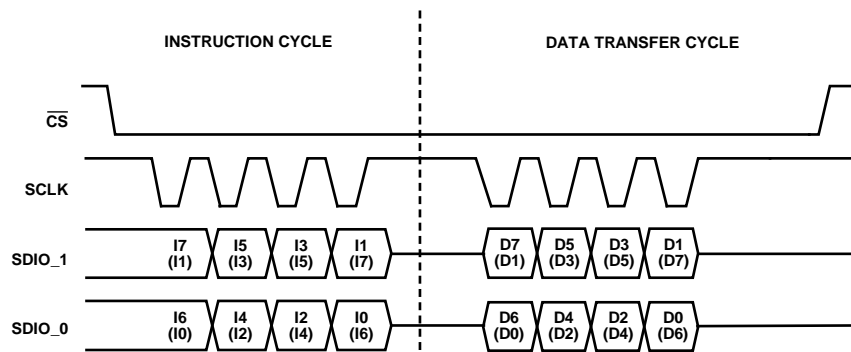 INSTRUCTION CYCLE DATA TRANSFER CYCLE
CS
SCLK
SDIO_1 I7 I5 I3 I1 D7 D5 D3 D1
(I1) (I3) (I5) (I7) (D1) (D3) (D5) (D7)
SDIO_0 I6 I4 I2 I0 D6 D4 D2 D0
(I0) (I2) (I4) (I6) (D0) (D2) (D4) (D6)